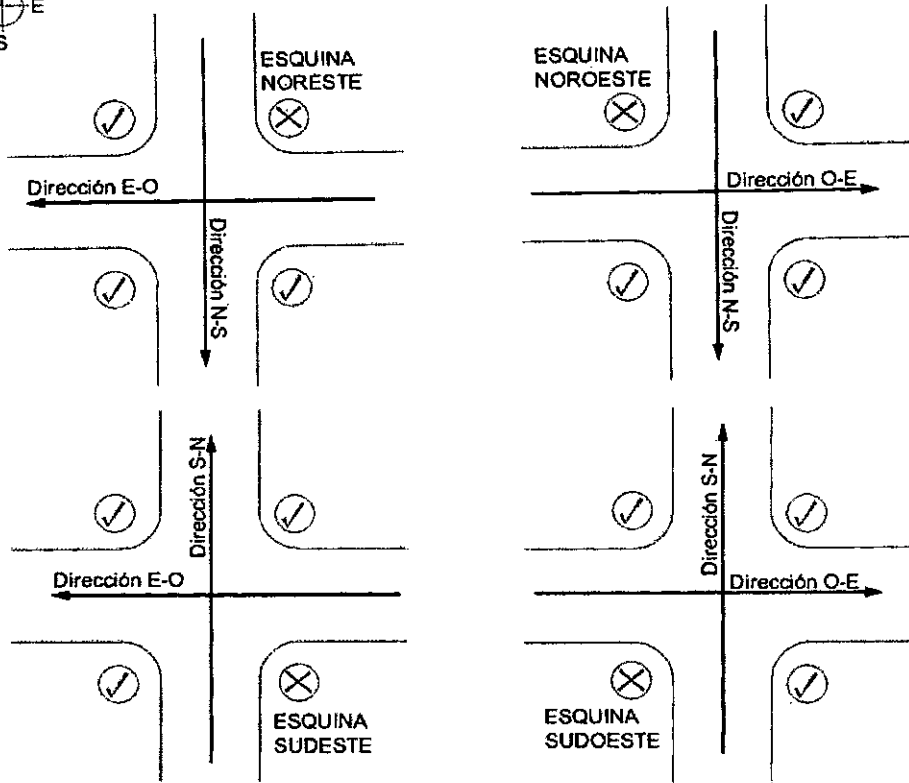 E
S
ESQUINA
NORESTE
Dirección E-O
Dirección N-S
ESQUINA
NOROESTE
Dirección O-E
Dirección N-S
Dirección S-N
Dirección E-O
ESQUINA
SUDESTE
Dirección S-N
Dirección O-E
ESQUINA
SUDOESTE